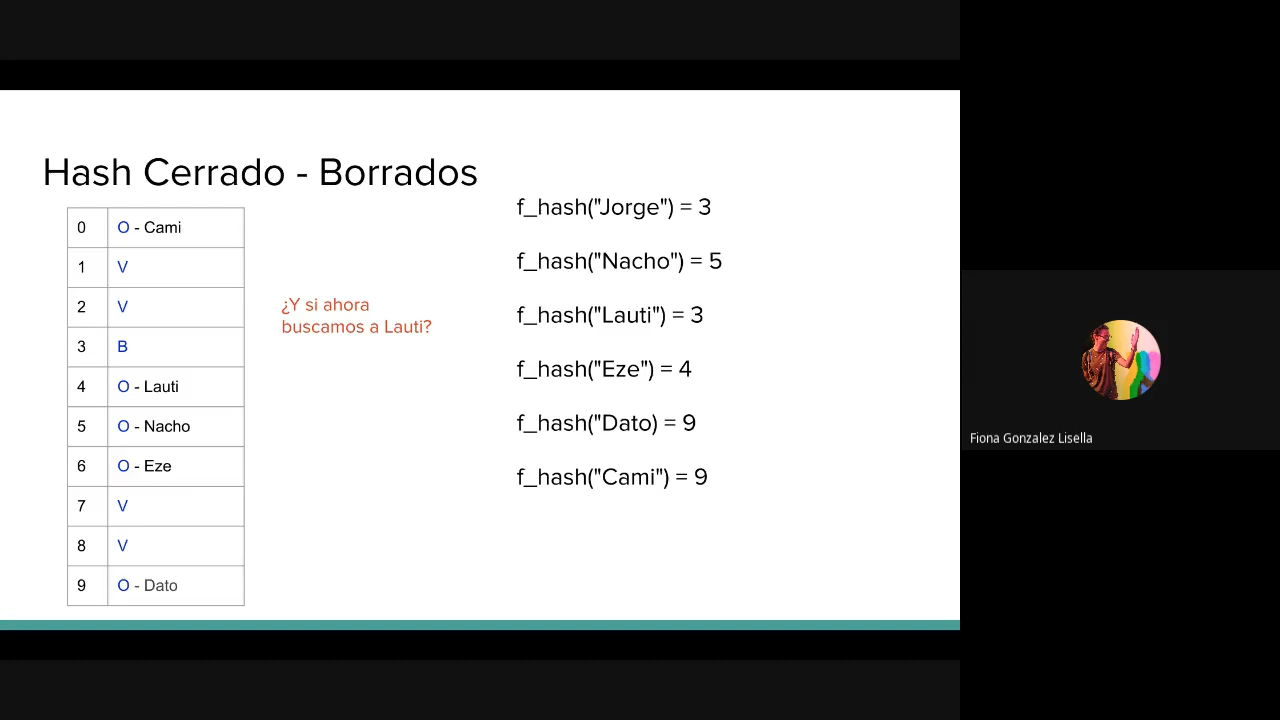 Hash Cerrado - Borrados
0 O - Cami
1 V
2 V
3 B
4 O - Lauti
5 O - Nacho
6 O - Eze
7 V
8 V
9 O - Dato
¿Y si ahora
buscamos a Lauti?
f_hash("Jorge") = 3
f_hash("Nacho") = 5
f_hash("Lauti") = 3
f_hash("Eze") = 4
f_hash("Dato) = 9
f_hash("Cami") = 9
Fiona Gonzalez Lisella